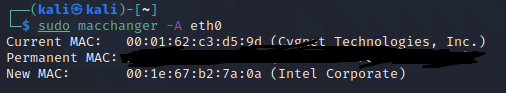 (kali㉿kali)-[~]
$ sudo macchanger -A eth0
Current MAC:   00:01:62:c3:d5:9d (Cygnet Technologies, Inc.)
Permanent MAC:
New MAC:       00:1e:67:b2:7a:0a (Intel Corporate)